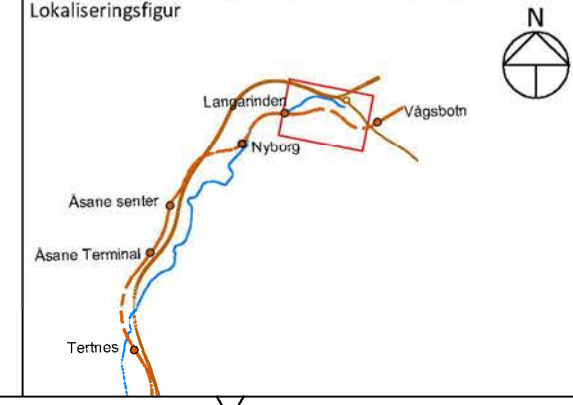 Lokaliseringsfigur
N
Langarinden
Vågsbotn
Nyborg
Åsane senter
Åsane Terminal
Tertnes